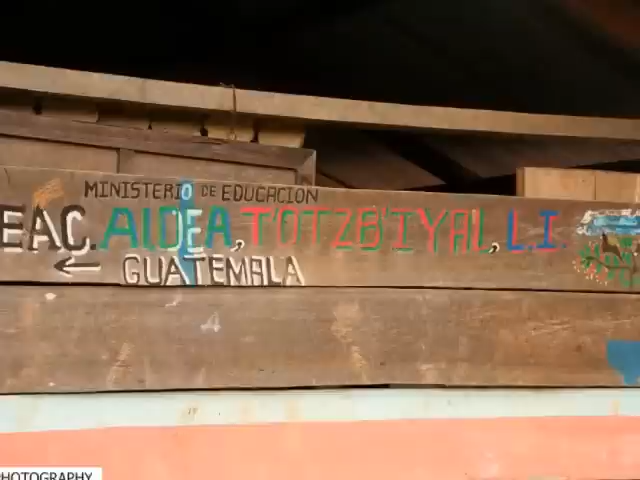 MINISTERIO DE EDUCACION
EAC. ALDEA, T'OTZB'IYAL, L.I.
← GUATEMALA
PHOTOGRAPHY